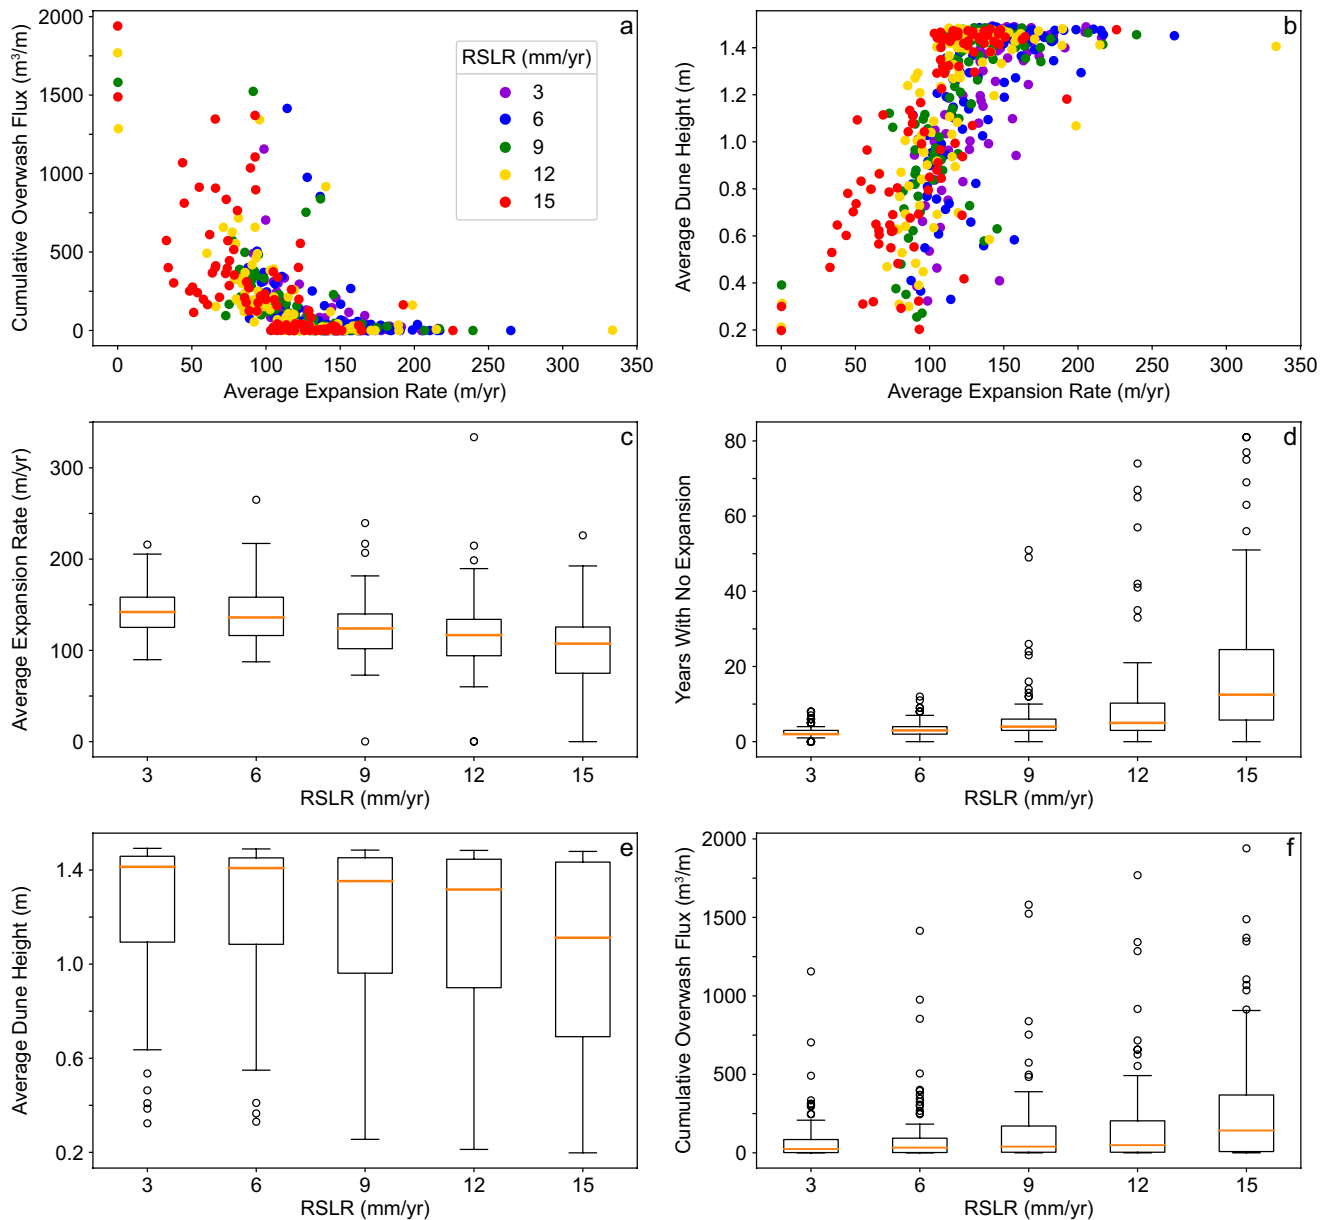 a
Cumulative Overwash Flux (m³/m)
2000
1500
1000
500
0
RSLR (mm/yr)
3
6
9
12
15
0 50 100 150 200 250 300 350
Average Expansion Rate (m/yr)
b
Average Dune Height (m)
1.4
1.2
1.0
0.8
0.6
0.4
0.2
0 50 100 150 200 250 300 350
Average Expansion Rate (m/yr)
c
Average Expansion Rate (m/yr)
300
200
100
0
3 6 9 12 15
RSLR (mm/yr)
d
Years With No Expansion
80
60
40
20
0
3 6 9 12 15
RSLR (mm/yr)
e
Average Dune Height (m)
1.4
1.0
0.6
0.2
3 6 9 12 15
RSLR (mm/yr)
f
Cumulative Overwash Flux (m³/m)
2000
1500
1000
500
0
3 6 9 12 15
RSLR (mm/yr)